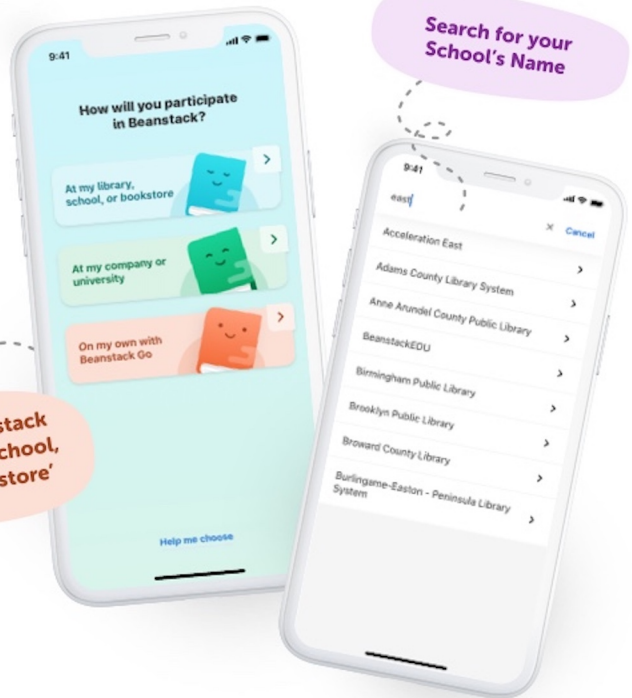 9:41
How will you participate
in Beanstack?
At my library,
school, or bookstore
At my company or
university
On my own with
Beanstack Go
Help me choose
stack
chool,
store'
Search for your
School's Name
9:41
east
Cancel
Acceleration East
Adams County Library System
Anne Arundel County Public Library
BeanstackEDU
Birmingham Public Library
Brooklyn Public Library
Broward County Library
Burlingame-Easton - Peninsula Library
System